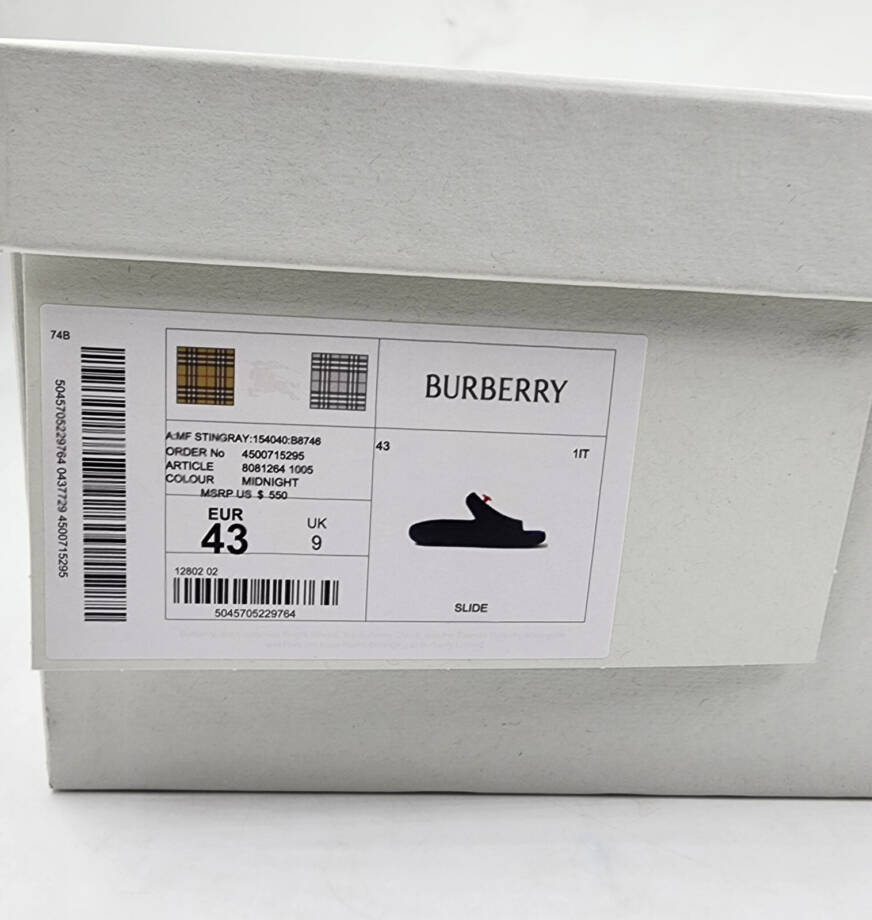 74B
5045705229764 0437729 4500715295
BURBERRY
A:MF STINGRAY:154040:B8746
ORDER No 4500715295
ARTICLE 8081264 1005
COLOUR MIDNIGHT
MSRP US $ 550
43
1IT
EUR
43
UK
9
12802 02
5045705229764
SLIDE